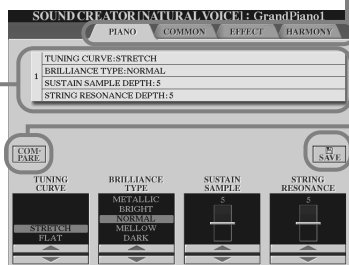 SOUND CREATOR[NATURAL VOICE] : GrandPiano1
PIANO COMMON EFFECT HARMONY
1
TUNING CURVE:STRETCH
BRILLIANCE TYPE:NORMAL
SUSTAIN SAMPLE DEPTH:5
STRING RESONANCE DEPTH:5
COM-
PARE
SAVE
TUNING
CURVE
STRETCH
FLAT
BRILLIANCE
TYPE
METALLIC
BRIGHT
NORMAL
MELLOW
DARK
SUSTAIN
SAMPLE
5
STRING
RESONANCE
5